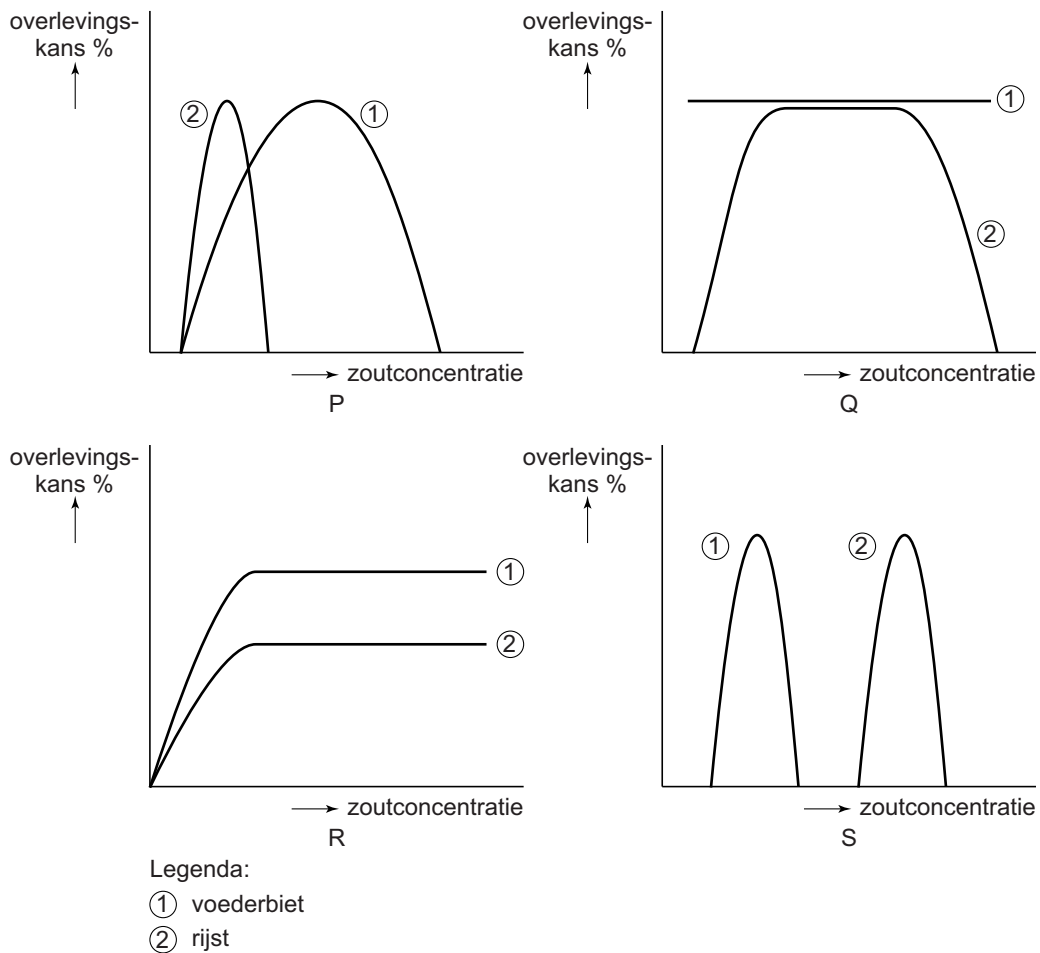 overlevings-
kans %
②
①
zoutconcentratie
P
overlevings-
kans %
①
②
zoutconcentratie
Q
overlevings-
kans %
①
②
zoutconcentratie
R
overlevings-
kans %
①
②
zoutconcentratie
S
Legenda:
① voederbiet
② rijst